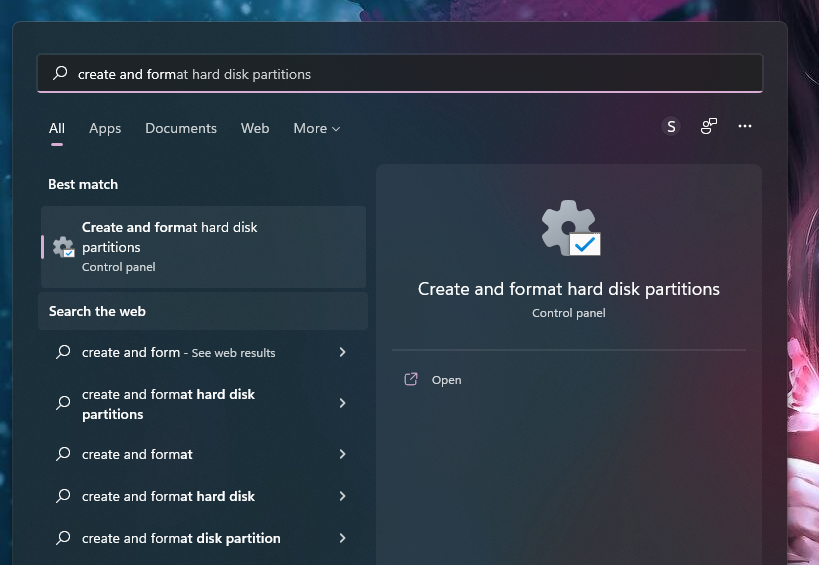 create and format hard disk partitions
All Apps Documents Web More
S
Best match
Create and format hard disk
partitions
Control panel
Search the web
create and form - See web results
create and format hard disk
partitions
create and format
create and format hard disk
create and format disk partition
Create and format hard disk partitions
Control panel
Open